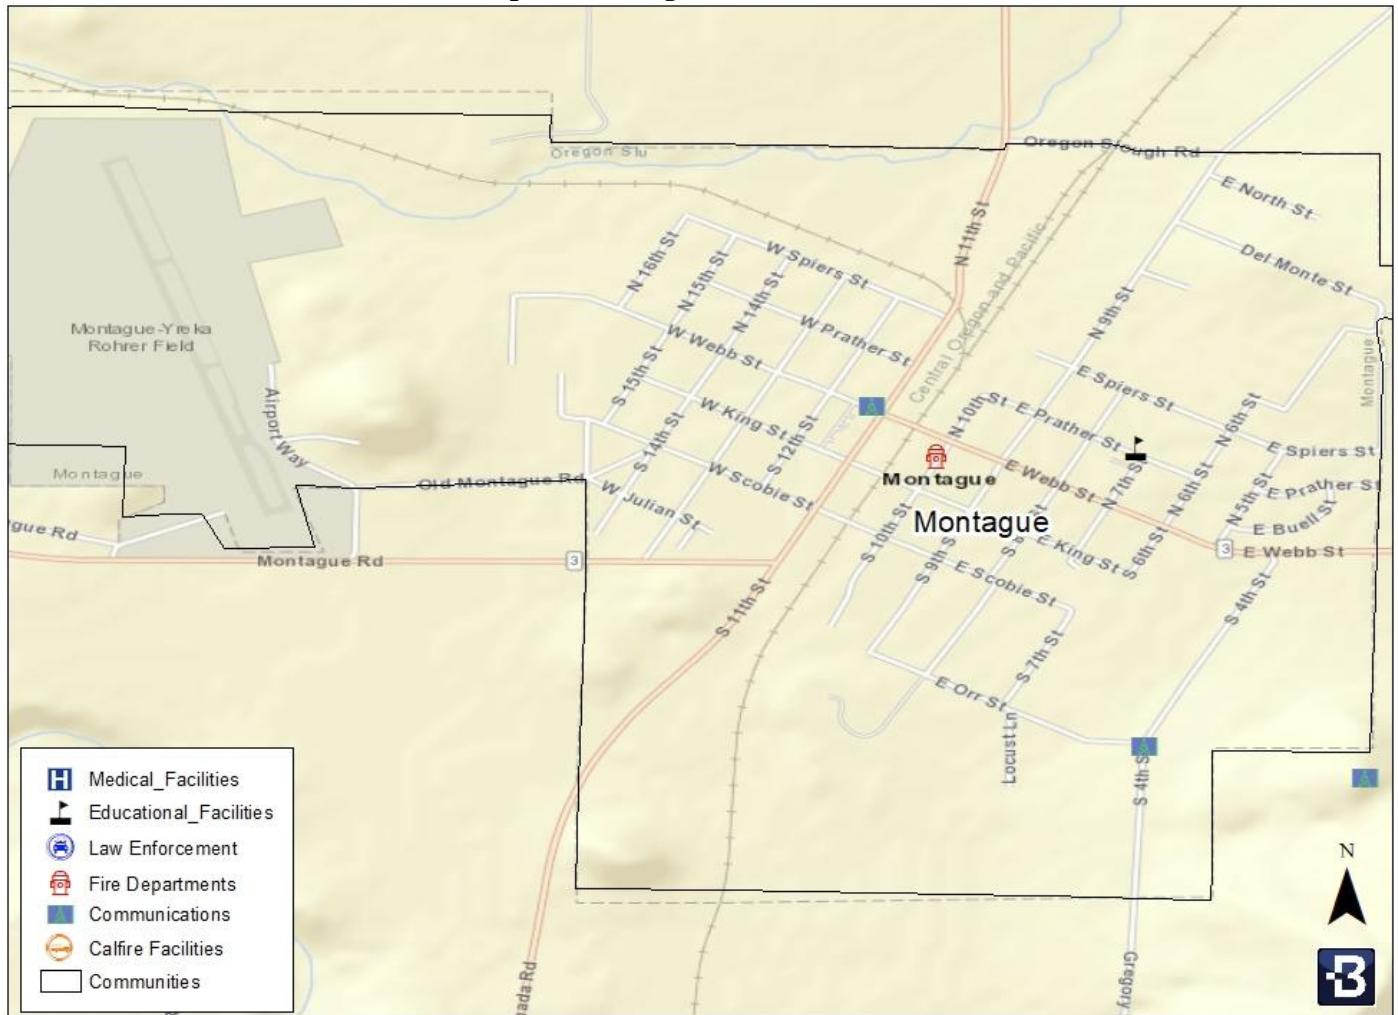 Oregon Slough Rd
Oregon Slu
E North St
N 11th St
N 16th St
W Spiers St
Del Monte St
N 15th St
Central Oregon and Pacific
N 14th St
N 9th St
Montague-Yreka
Rohrer Field
W Prather St
W Webb St
Montague
S 15th St
E Spiers St
Airport Way
W King St
N 10th St
E Prather St
N 6th St
S 14th St
S 12th St
E Spiers St
Montague
Old Montague Rd
W Scobie St
Montague
E Webb St
N 7th St
N 6th St
E Prather St
W Julian St
Montague
N 5th St
E Buell St
gue Rd
S 10th St
S 9th St
E King St
S 6th St
3
E Webb St
Montague Rd
3
E Scobie St
S 11th St
S 4th St
S 7th St
E Orr St
Locust Ln
S 4th S
Medical_Facilities
Educational_Facilities
Law Enforcement
Fire Departments
Communications
Calfire Facilities
Communities
N
nada Rd
Gregory
B